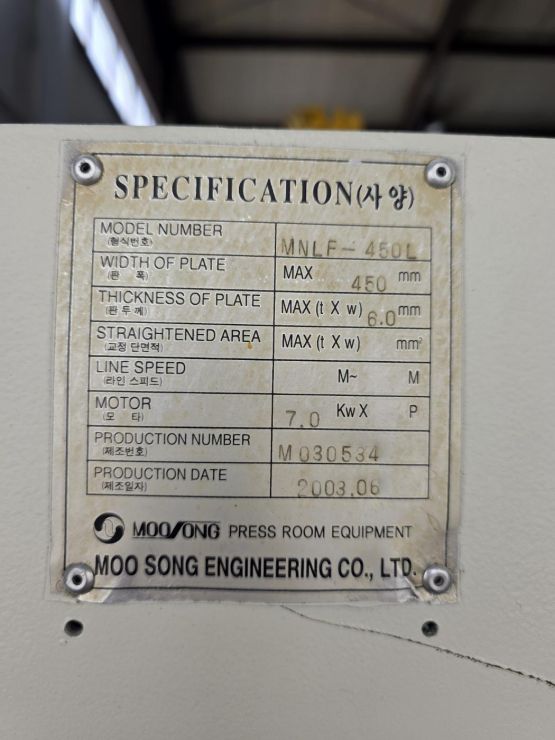 SPECIFICATION(사 양)
MODEL NUMBER MNLF-450L
(형식번호)
WIDTH OF PLATE MAX 450 mm
(판 폭)
THICKNESS OF PLATE MAX (t X w) 6.0 mm
(판 두께)
STRAIGHTENED AREA MAX (t X w) mm²
(교정 단면적)
LINE SPEED M~ M
(라인 스피드)
MOTOR 7.0 Kw X P
(모 타)
PRODUCTION NUMBER M030534
(제조번호)
PRODUCTION DATE 2003.06
(제조일자)
MOOSONG PRESS ROOM EQUIPMENT
MOO SONG ENGINEERING CO., LTD.